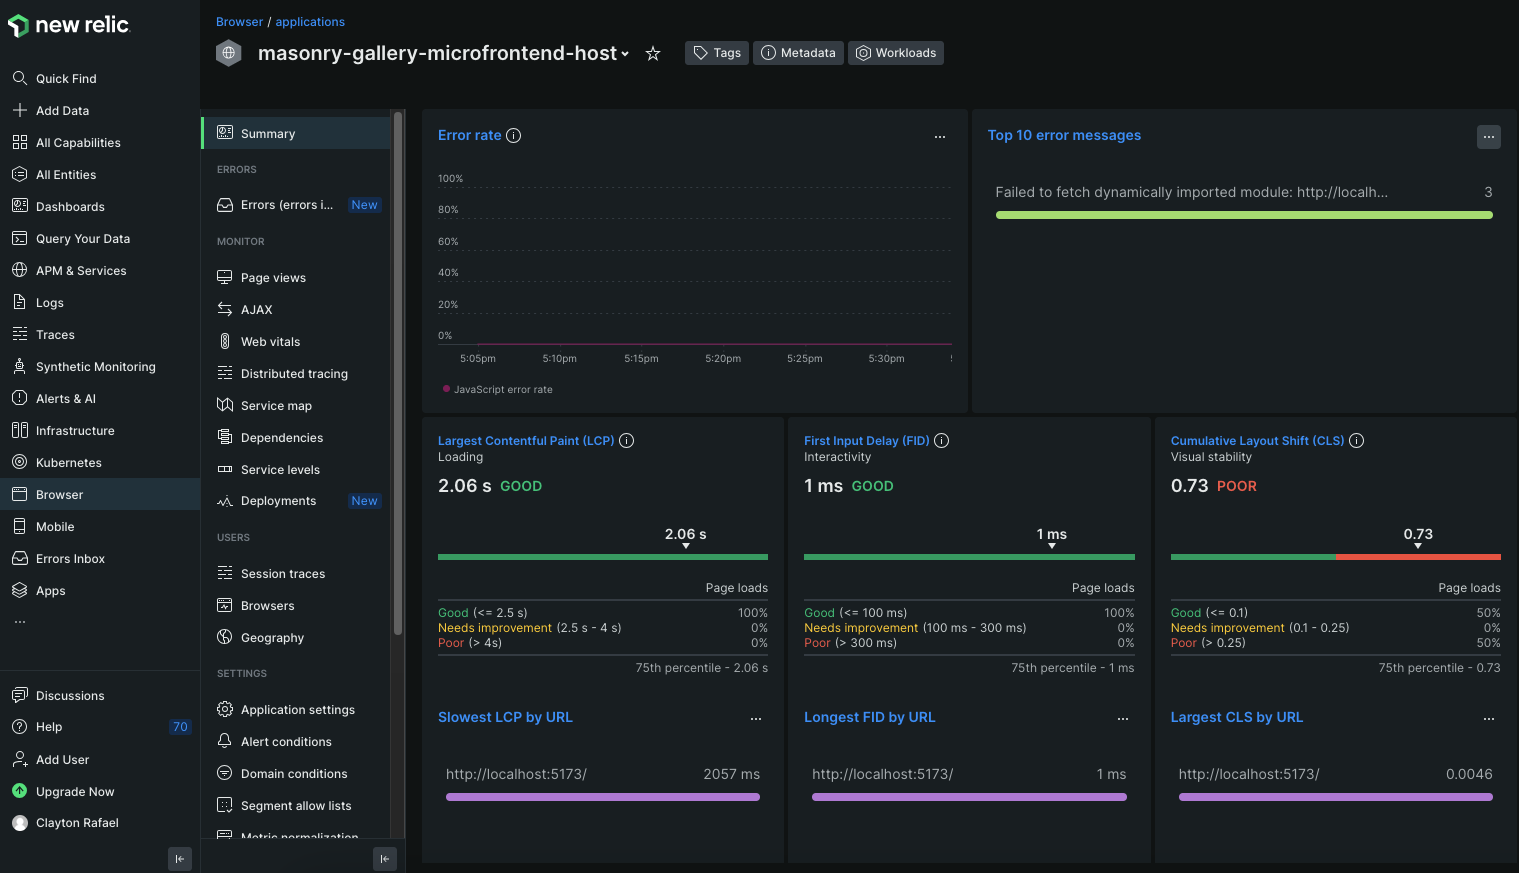 new relic
Quick Find
Add Data
All Capabilities
All Entities
Dashboards
Query Your Data
APM & Services
Logs
Traces
Synthetic Monitoring
Alerts & AI
Infrastructure
Kubernetes
Browser
Mobile
Errors Inbox
Apps
...
Discussions
Help 70
Add User
Upgrade Now
Clayton Rafael
Browser / applications
masonry-gallery-microfrontend-host
Tags
Metadata
Workloads
Summary
ERRORS
Errors (errors i... New
MONITOR
Page views
AJAX
Web vitals
Distributed tracing
Service map
Dependencies
Service levels
Deployments New
USERS
Session traces
Browsers
Geography
SETTINGS
Application settings
Alert conditions
Domain conditions
Segment allow lists
Metric normalization
Error rate
...
100%
80%
60%
40%
20%
0%
5:05pm 5:10pm 5:15pm 5:20pm 5:25pm 5:30pm
JavaScript error rate
Top 10 error messages
...
Failed to fetch dynamically imported module: http://localh... 3
Largest Contentful Paint (LCP)
Loading
2.06 s GOOD
2.06 s
Page loads
Good (<= 2.5 s) 100%
Needs improvement (2.5 s - 4 s) 0%
Poor (> 4s) 0%
75th percentile - 2.06 s
Slowest LCP by URL
...
http://localhost:5173/ 2057 ms
First Input Delay (FID)
Interactivity
1 ms GOOD
1 ms
Page loads
Good (<= 100 ms) 100%
Needs improvement (100 ms - 300 ms) 0%
Poor (> 300 ms) 0%
75th percentile - 1 ms
Longest FID by URL
...
http://localhost:5173/ 1 ms
Cumulative Layout Shift (CLS)
Visual stability
0.73 POOR
0.73
Page loads
Good (<= 0.1) 50%
Needs improvement (0.1 - 0.25) 0%
Poor (> 0.25) 50%
75th percentile - 0.73
Largest CLS by URL
...
http://localhost:5173/ 0.0046